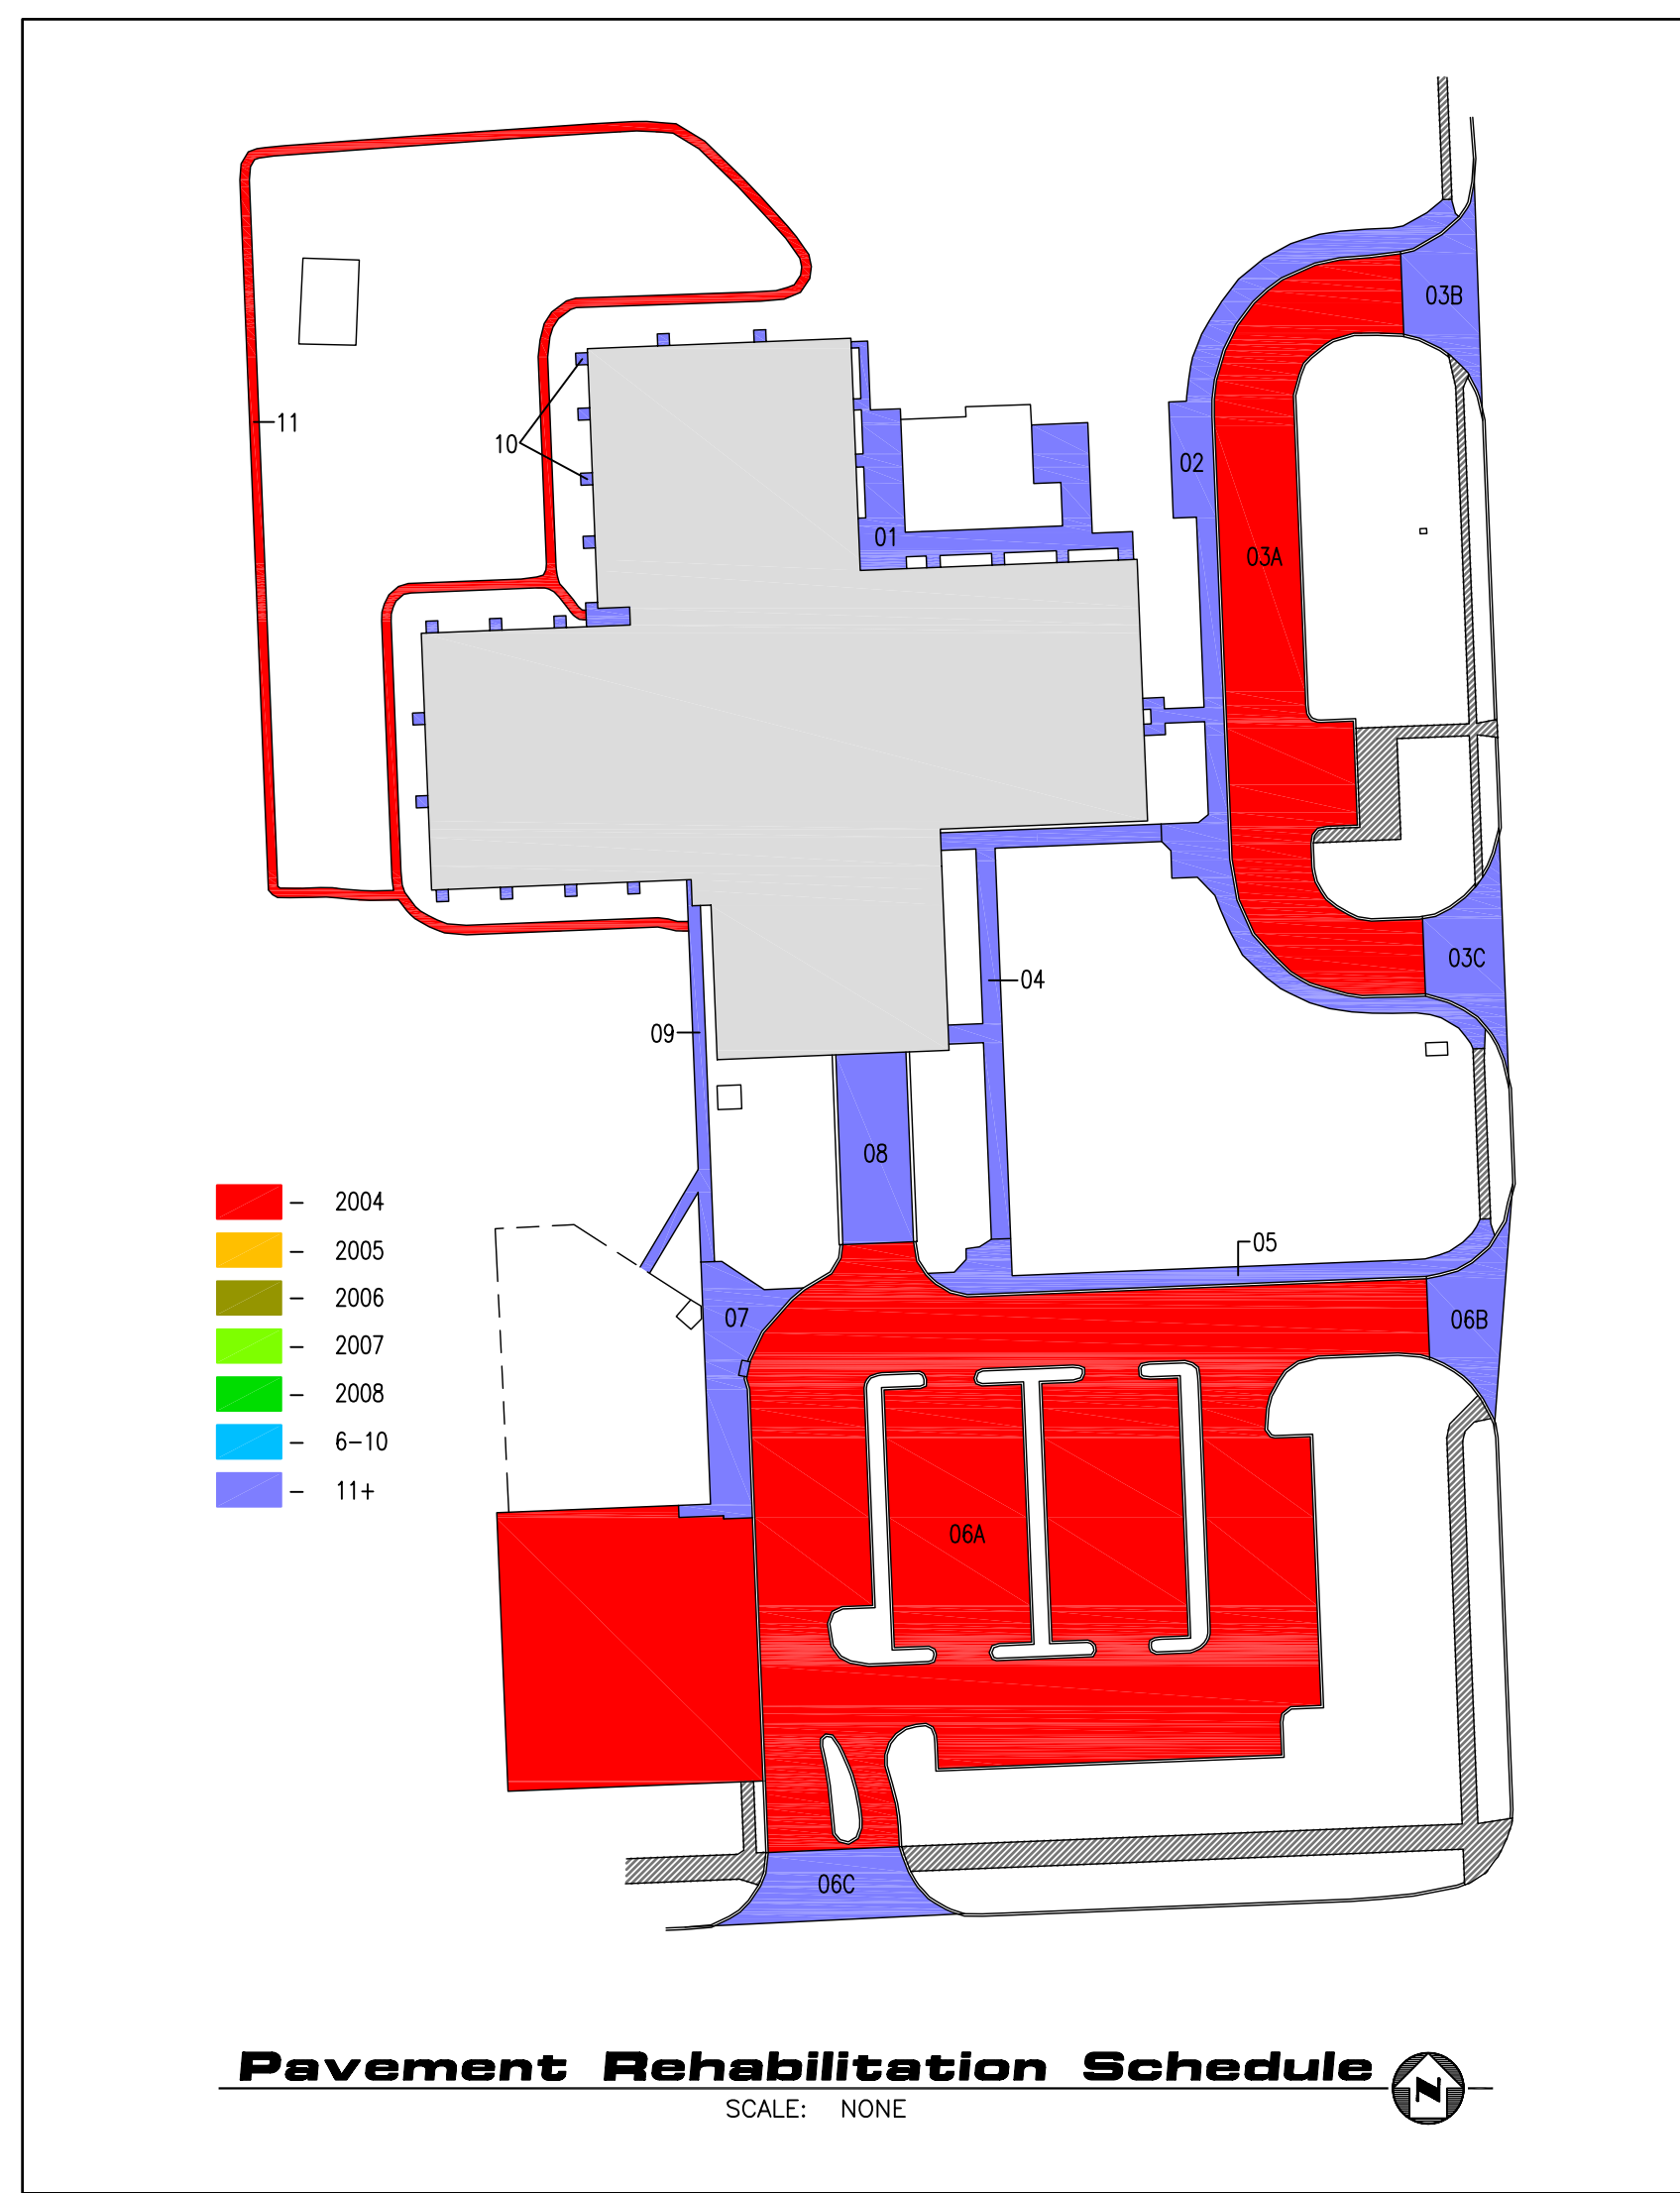 03B
11
10
02
01
03A
03C
04
09
08
2004
05
2005
2006
07
06B
2007
2008
6-10
11+
06A
06C
Pavement Rehabilitation Schedule
N
SCALE: NONE